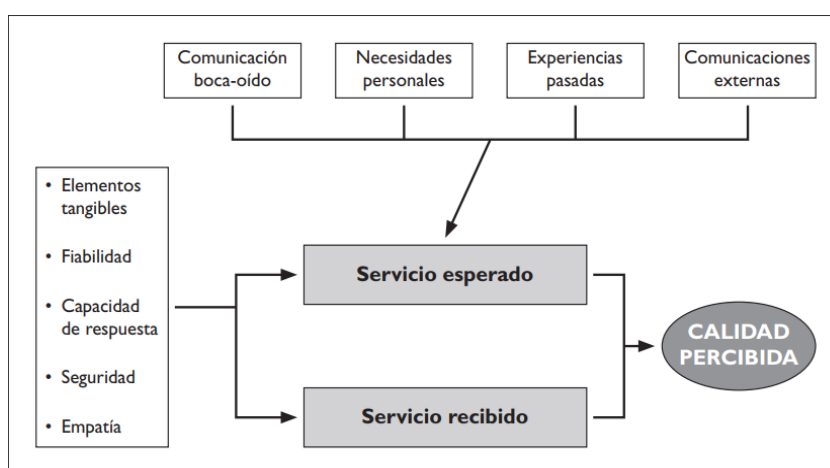 Comunicación
boca-oído
Necesidades
personales
Experiencias
pasadas
Comunicaciones
externas
• Elementos
tangibles
• Fiabilidad
• Capacidad
de respuesta
• Seguridad
• Empatía
Servicio esperado
Servicio recibido
CALIDAD
PERCIBIDA